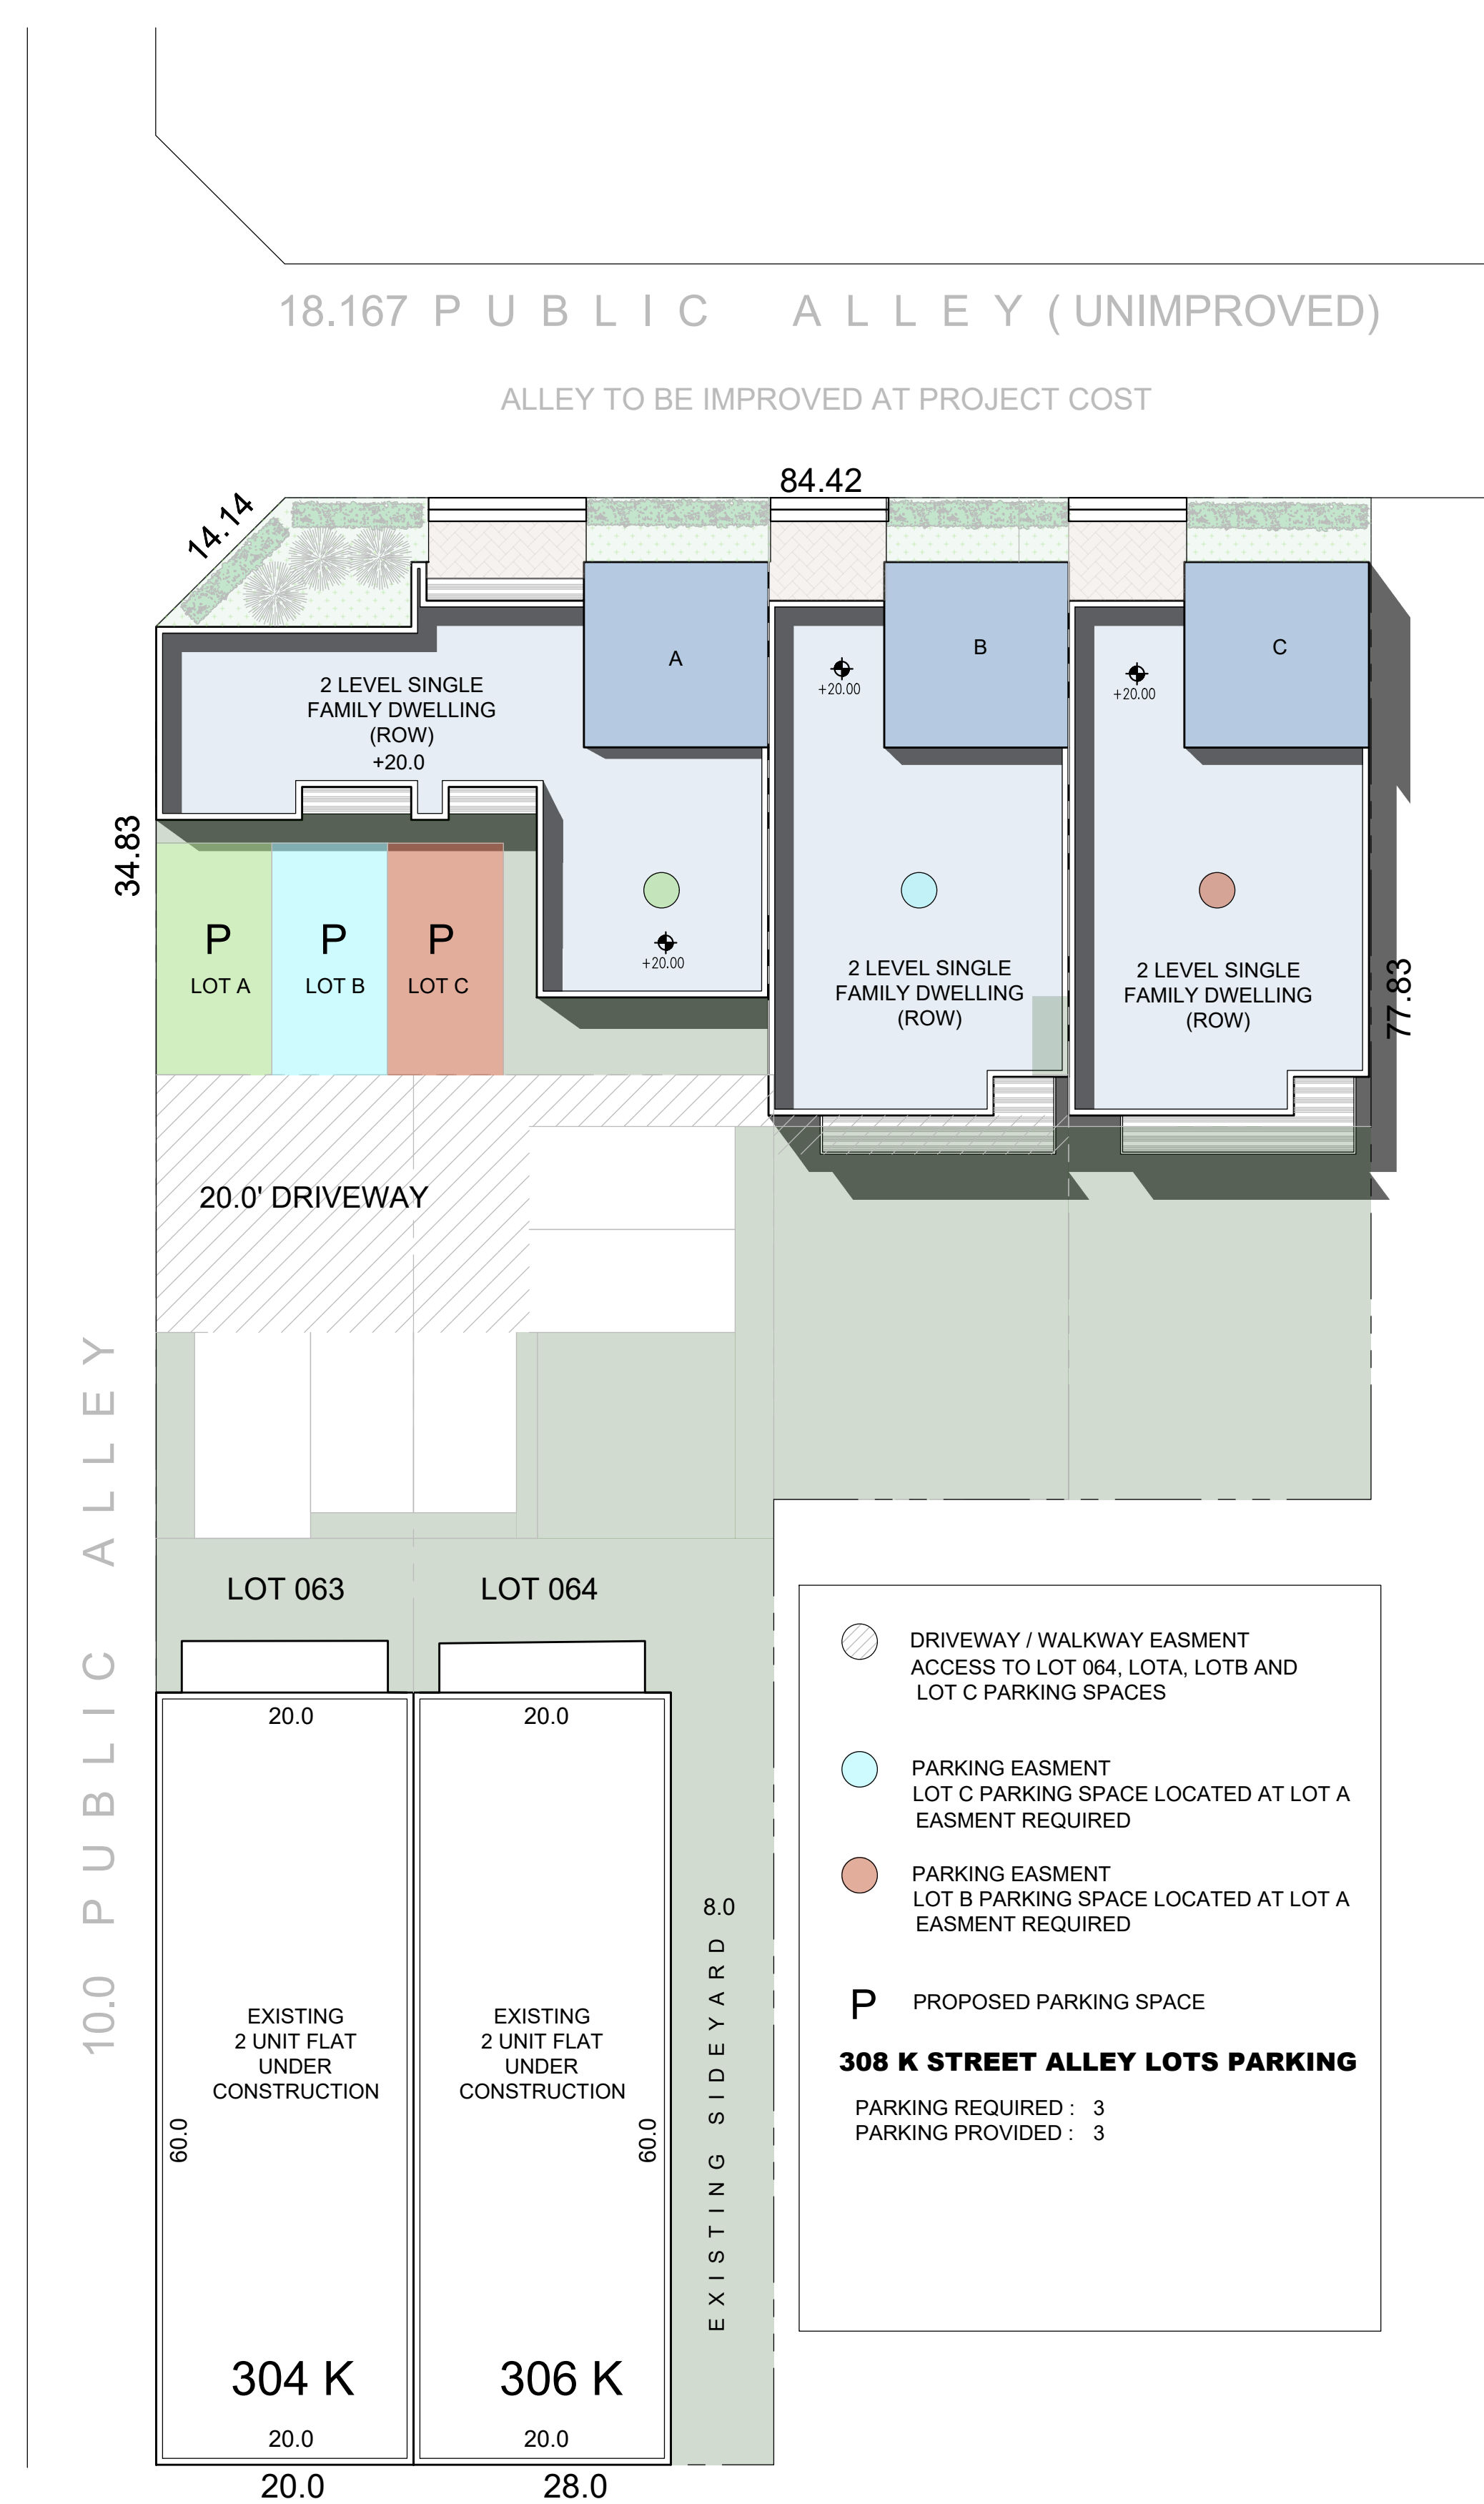 18.167 PUBLIC ALLEY (UNIMPROVED)
ALLEY TO BE IMPROVED AT PROJECT COST
84.42
14.14
A
B
C
2 LEVEL SINGLE
FAMILY DWELLING
(ROW)
+20.0
+20.00
+20.00
34.83
P
LOT A
P
LOT B
P
LOT C
+20.00
2 LEVEL SINGLE
FAMILY DWELLING
(ROW)
2 LEVEL SINGLE
FAMILY DWELLING
(ROW)
77.83
20.0' DRIVEWAY
10.0 PUBLIC ALLEY
LOT 063
LOT 064
20.0
20.0
8.0
EXISTING SIDEYARD
EXISTING
2 UNIT FLAT
UNDER
CONSTRUCTION
EXISTING
2 UNIT FLAT
UNDER
CONSTRUCTION
60.0
60.0
304 K
306 K
20.0
20.0
20.0
28.0
DRIVEWAY / WALKWAY EASMENT
ACCESS TO LOT 064, LOTA, LOTB AND
LOT C PARKING SPACES
PARKING EASMENT
LOT C PARKING SPACE LOCATED AT LOT A
EASMENT REQUIRED
PARKING EASMENT
LOT B PARKING SPACE LOCATED AT LOT A
EASMENT REQUIRED
P PROPOSED PARKING SPACE
308 K STREET ALLEY LOTS PARKING
PARKING REQUIRED : 3
PARKING PROVIDED : 3